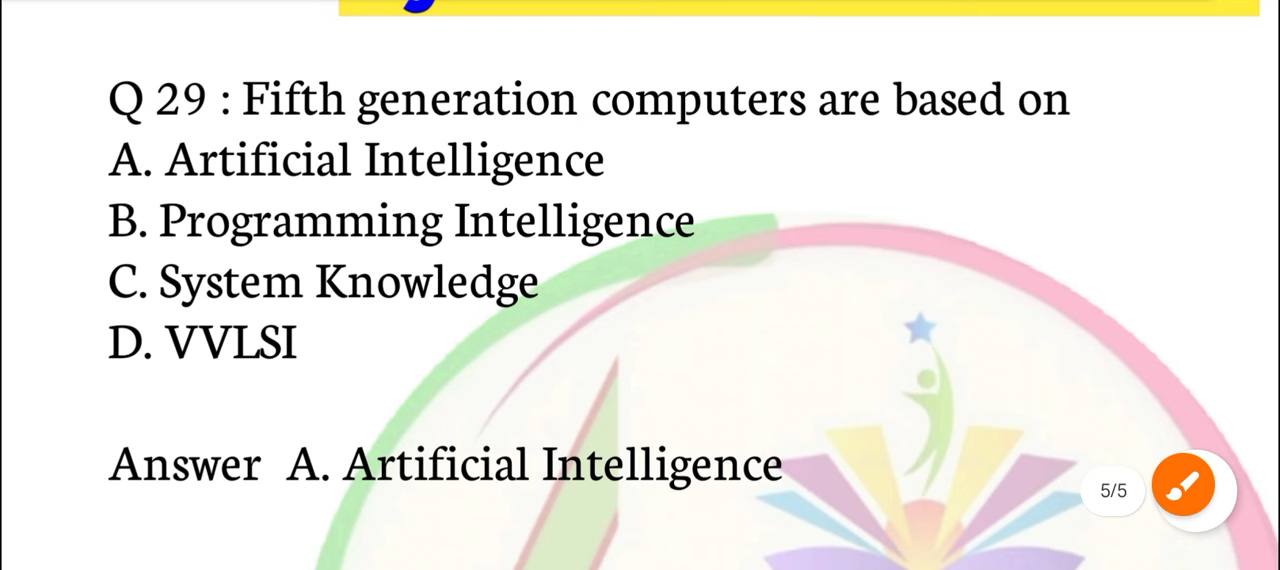 Q 29 : Fifth generation computers are based on
A. Artificial Intelligence
B. Programming Intelligence
C. System Knowledge
D. VVLSI
Answer A. Artificial Intelligence
5/5